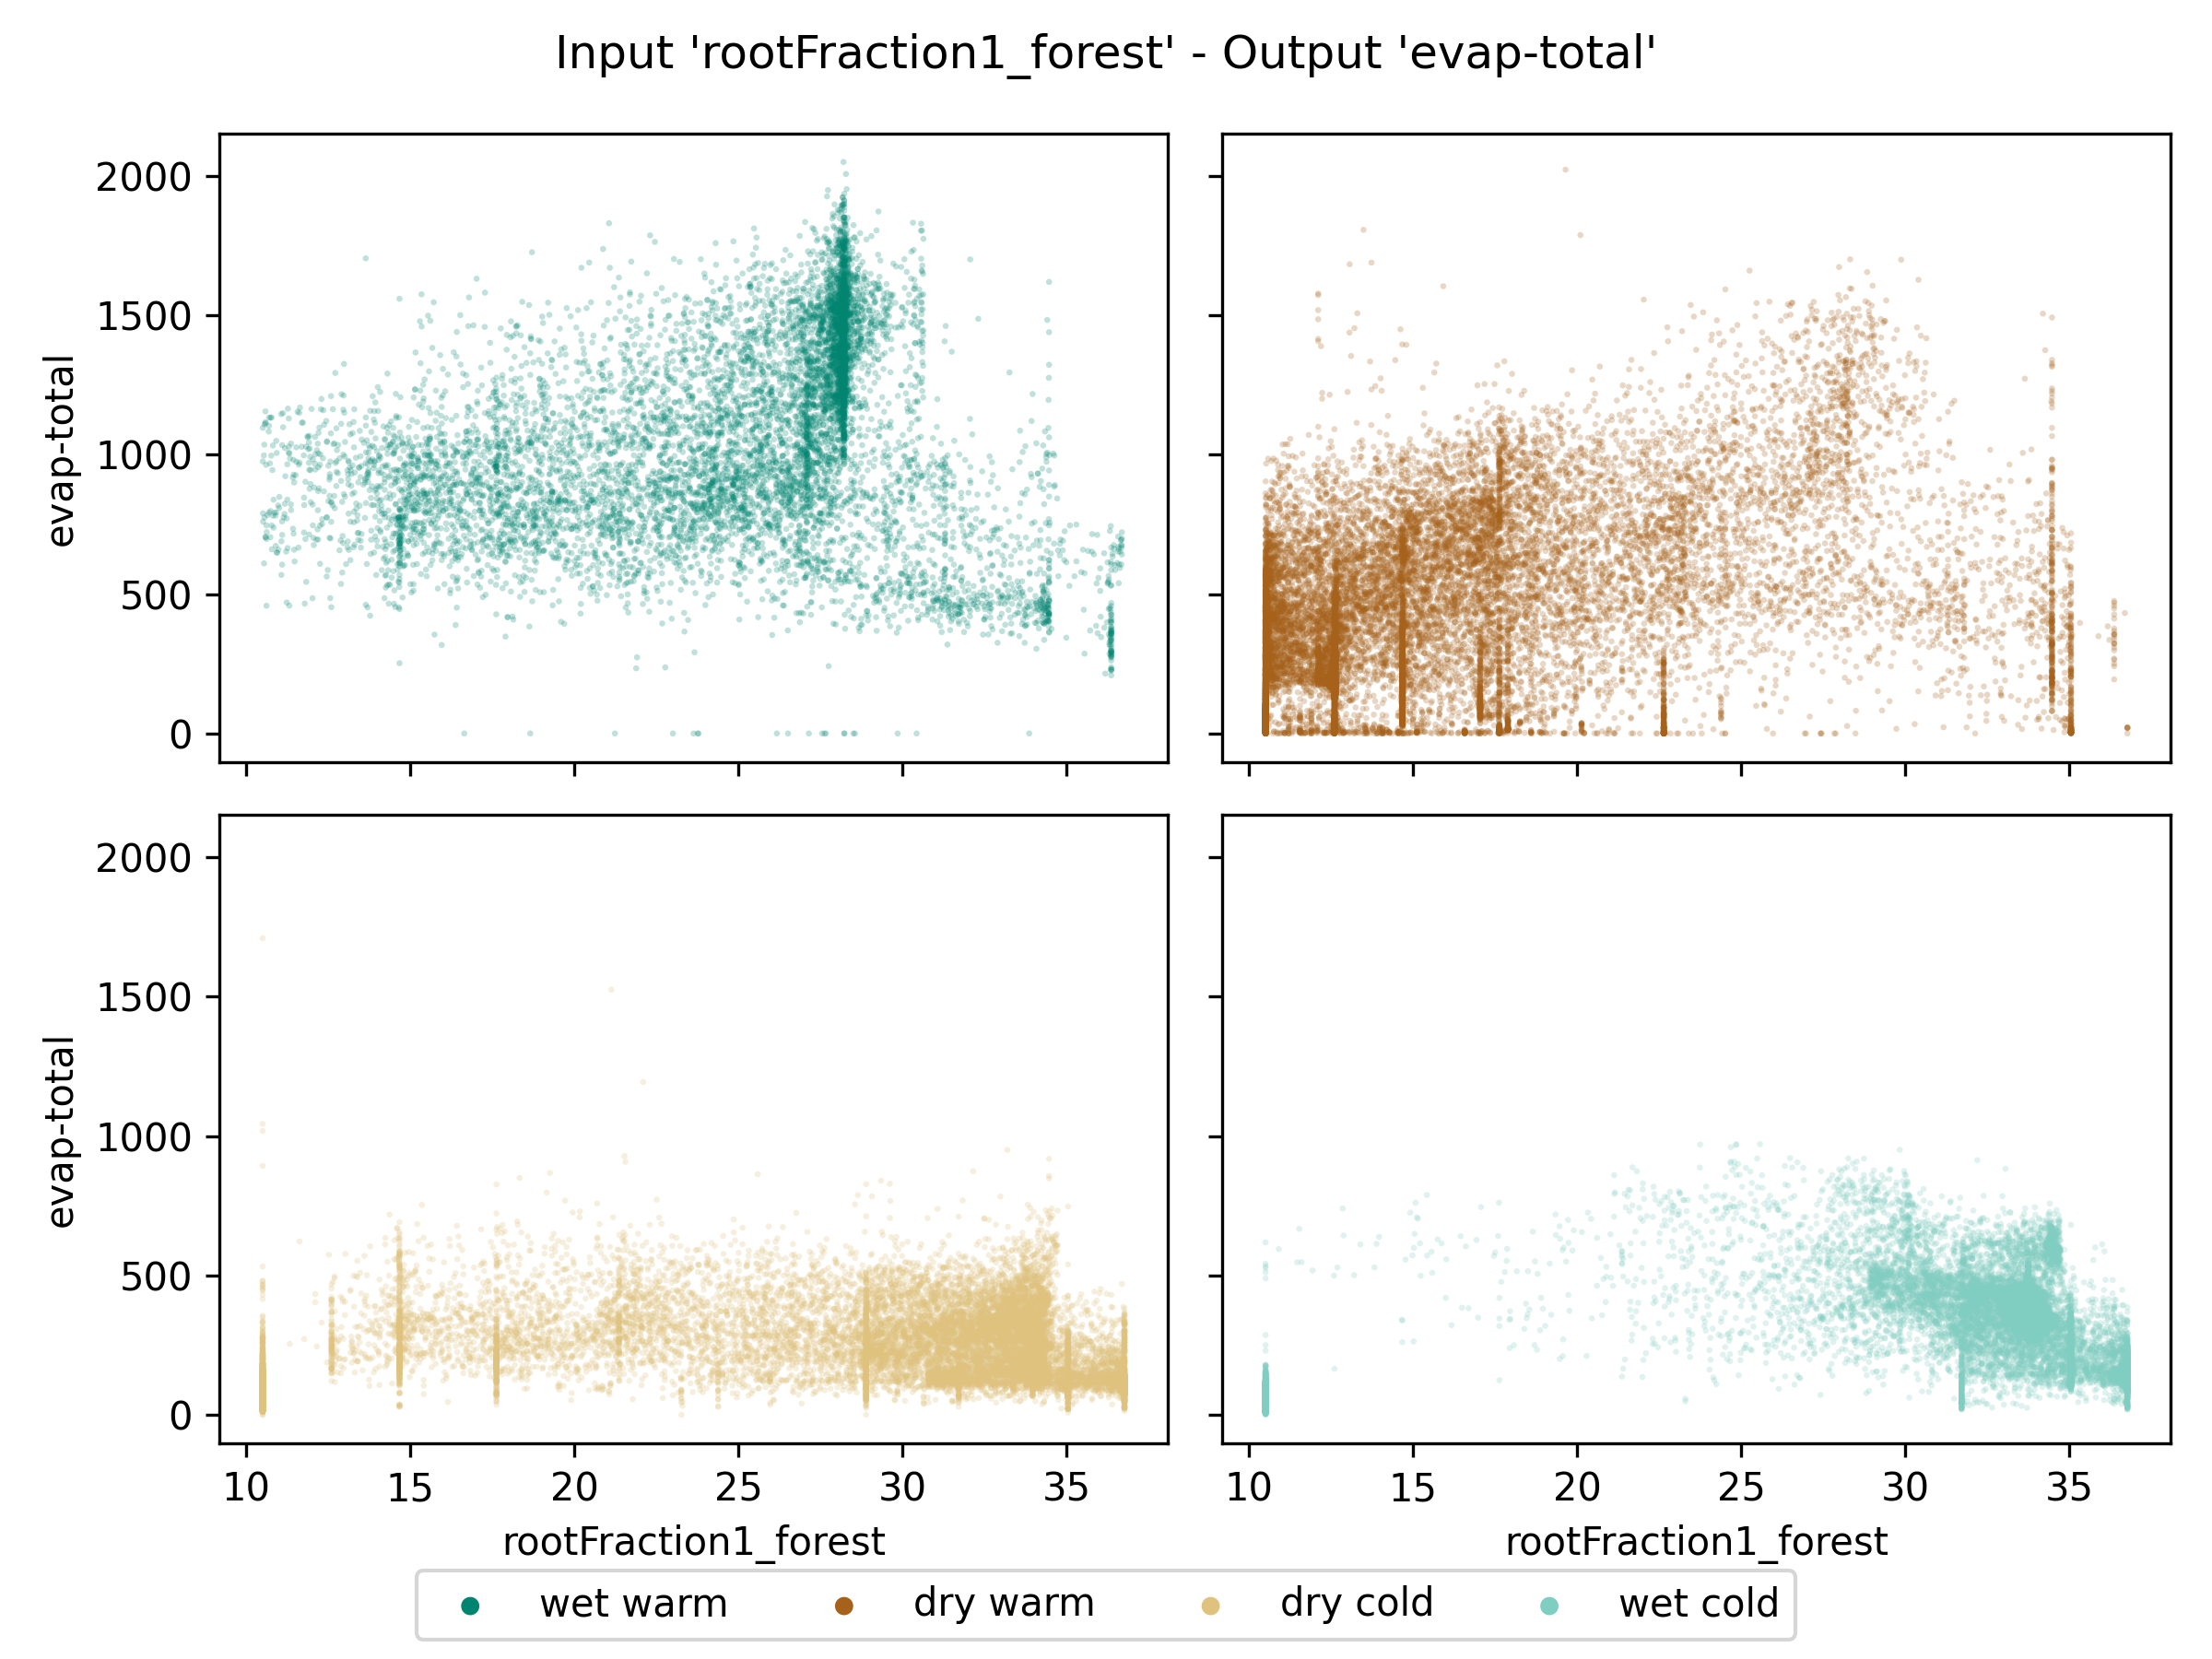 Input 'rootFraction1_forest' - Output 'evap-total'
2000
1500
1000
500
0
evap-total
2000
1500
1000
500
0
evap-total
10 15 20 25 30 35
10 15 20 25 30 35
rootFraction1_forest
rootFraction1_forest
wet warm dry warm dry cold wet cold